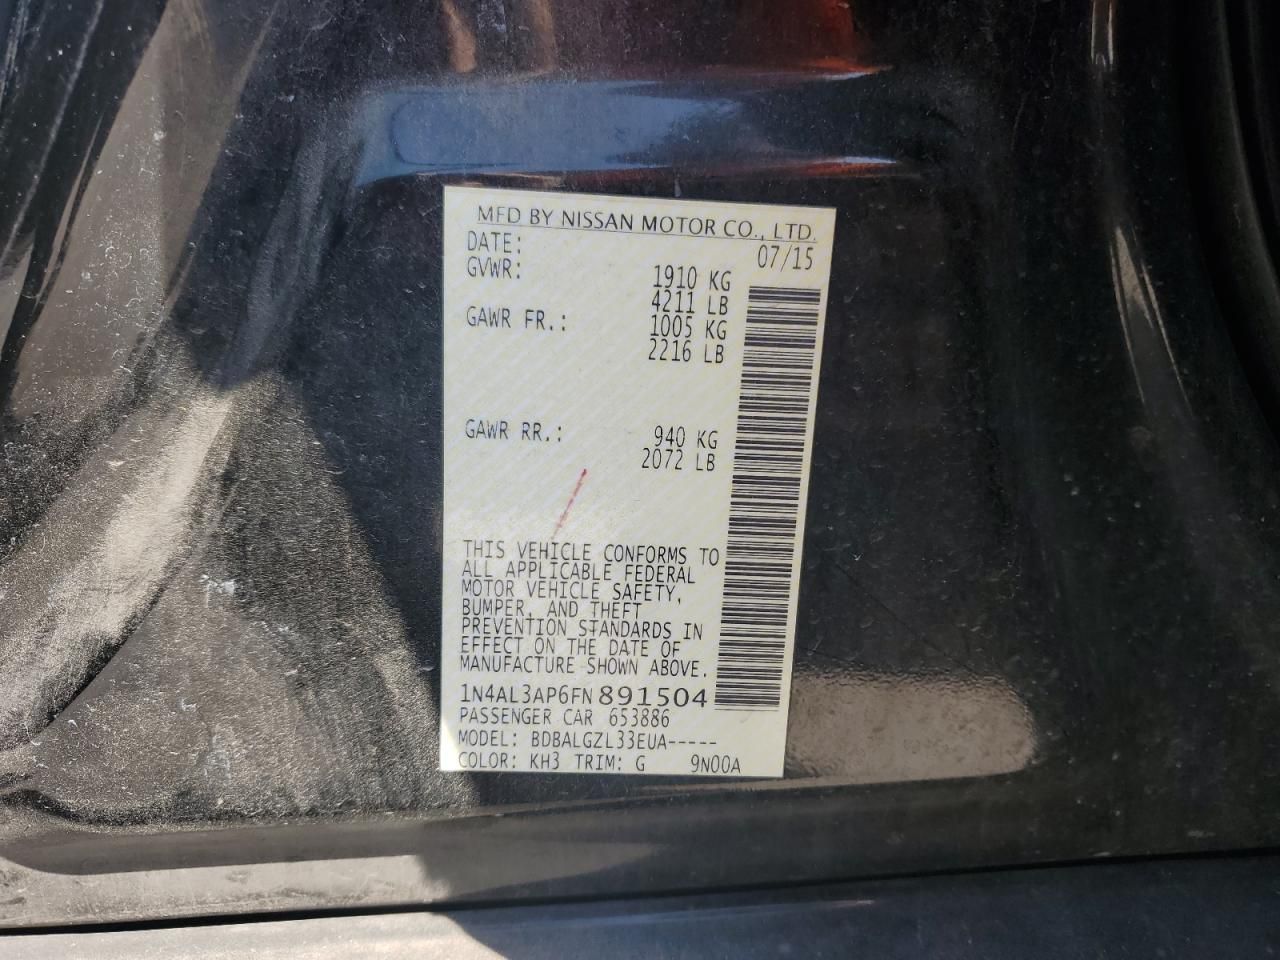 MFD BY NISSAN MOTOR CO., LTD.
DATE: 07/15
GVWR: 1910 KG
4211 LB
GAWR FR.: 1005 KG
2216 LB
GAWR RR.: 940 KG
2072 LB
THIS VEHICLE CONFORMS TO
ALL APPLICABLE FEDERAL
MOTOR VEHICLE SAFETY,
BUMPER, AND THEFT
PREVENTION STANDARDS IN
EFFECT ON THE DATE OF
MANUFACTURE SHOWN ABOVE.
1N4AL3AP6FN891504
PASSENGER CAR 653886
MODEL: BDBALGZL33EUA-----
COLOR: KH3 TRIM: G 9N00A